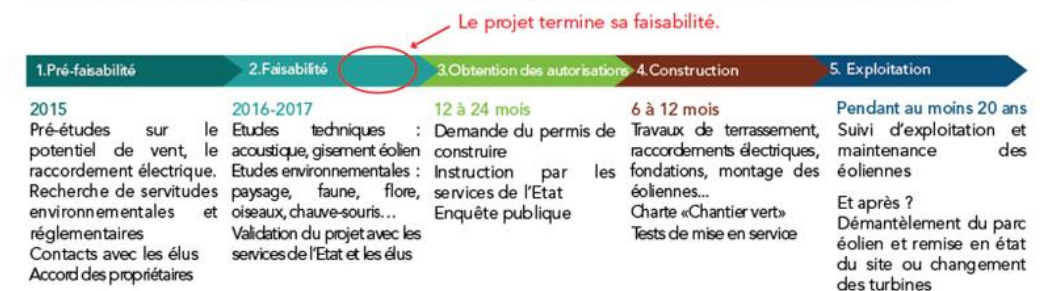 Le projet termine sa faisabilité.
1.Pré-faisabilité
2.Faisabilité
3.Obtention des autorisations
4.Construction
5. Exploitation
2015
Pré-études sur le
potentiel de vent, le
raccordement électrique.
Recherche de servitudes
environnementales et
réglementaires
Contacts avec les élus
Accord des propriétaires
2016-2017
Etudes techniques :
acoustique, gisement éolien
Etudes environnementales :
paysage, faune, flore,
oiseaux, chauve-souris…
Validation du projet avec les
services de l'Etat et les élus
12 à 24 mois
Demande du permis de
construire
Instruction par les
services de l'Etat
Enquête publique
6 à 12 mois
Travaux de terrassement,
raccordements électriques,
fondations, montage des
éoliennes...
Charte «Chantier vert»
Tests de mise en service
Pendant au moins 20 ans
Suivi d'exploitation et
maintenance des
éoliennes
Et après ?
Démantèlement du parc
éolien et remise en état
du site ou changement
des turbines